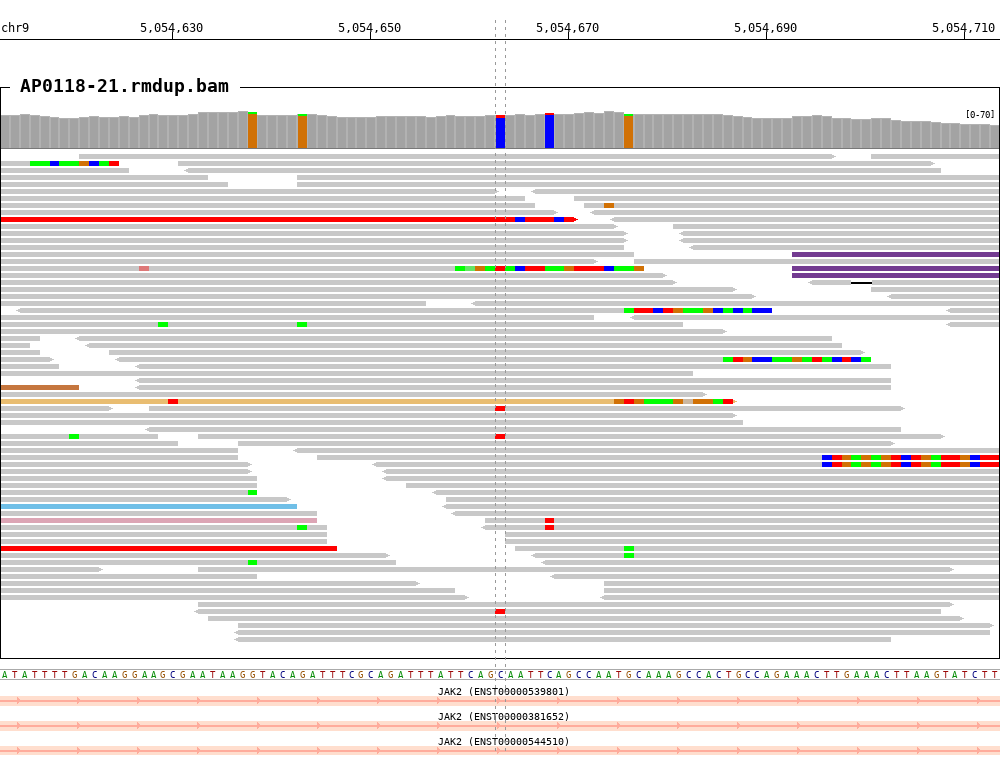 chr9 5,054,630 5,054,650 5,054,670 5,054,690 5,054,710
AP0118-21.rmdup.bam
[0-70]
ATATTTTGACAAGGAAGCGAATAAGGTACAGATTTCGCAGATTTATTCAGCAATTCAGCCAATGCAAAGCCACTGCCAGAAACTTGAAACTTAAGTATCTT
JAK2 (ENST00000539801)
JAK2 (ENST00000381652)
JAK2 (ENST00000544510)